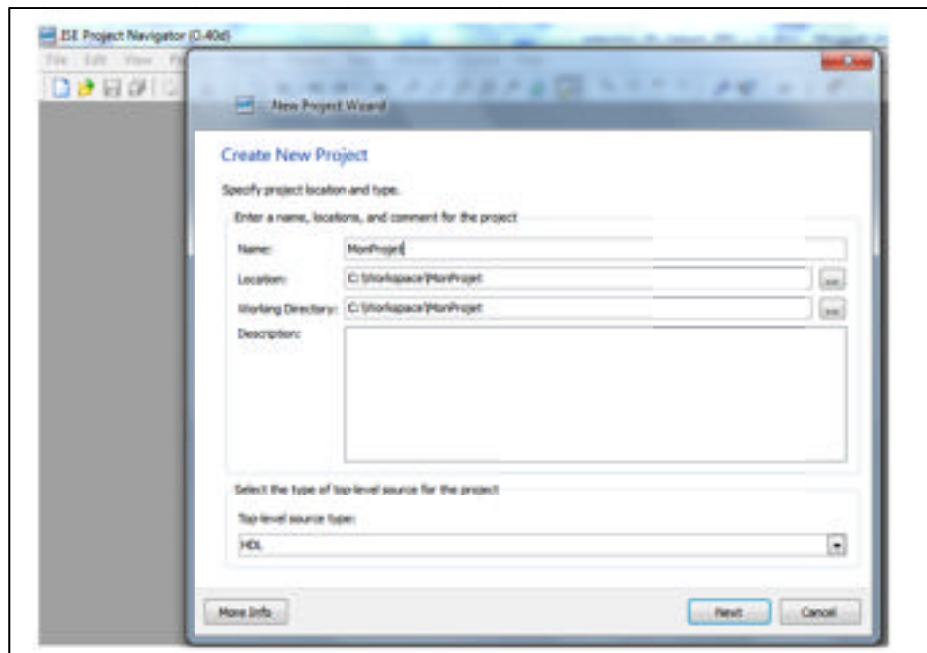 ISE Project Navigator (O.40d)
File Edit View
New Project Wizard
Create New Project
Specify project location and type.
Enter a name, locations, and comment for the project
Name: MonProjet
Location: C:\Workspace\MonProjet
Working Directory: C:\Workspace\MonProjet
Description:
Select the type of top-level source for the project
Top-level source type:
HDL
More Info Next Cancel